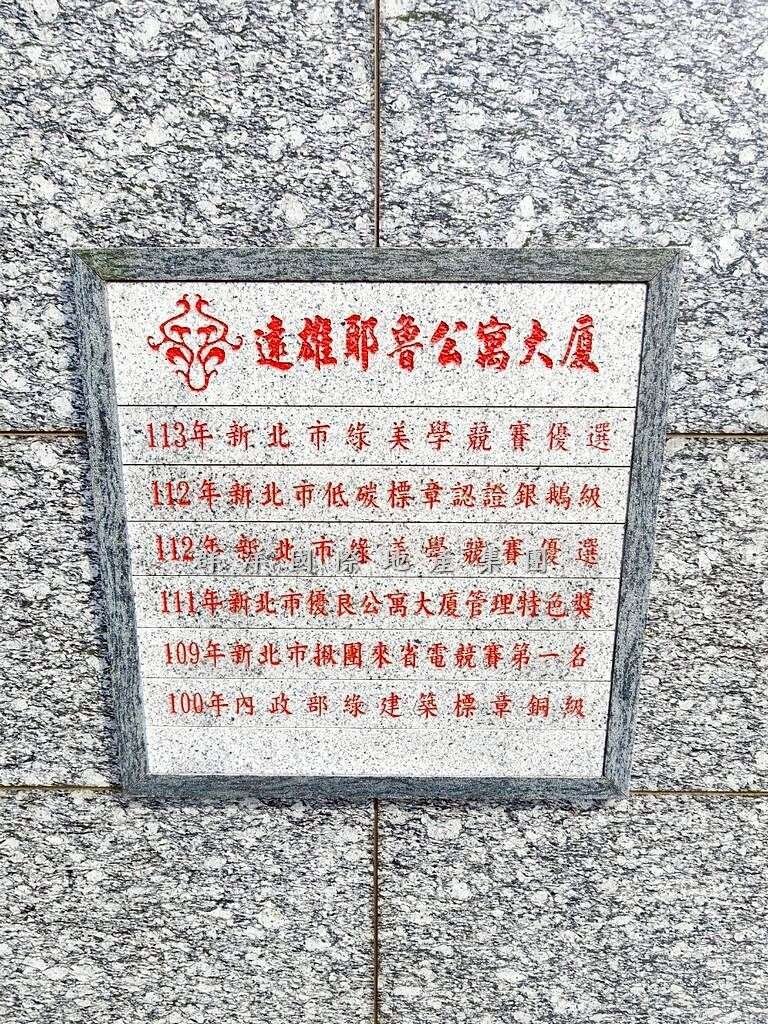 遠雄耶魯公寓大廈
113年新北市綠美學競賽優選
112年新北市低碳標章認證銀鵝級
112年新北市綠美學競賽優選
111年新北市優良公寓大廈管理特色獎
109年新北市揪團來省電競賽第一名
100年內政部綠建築標章銅級